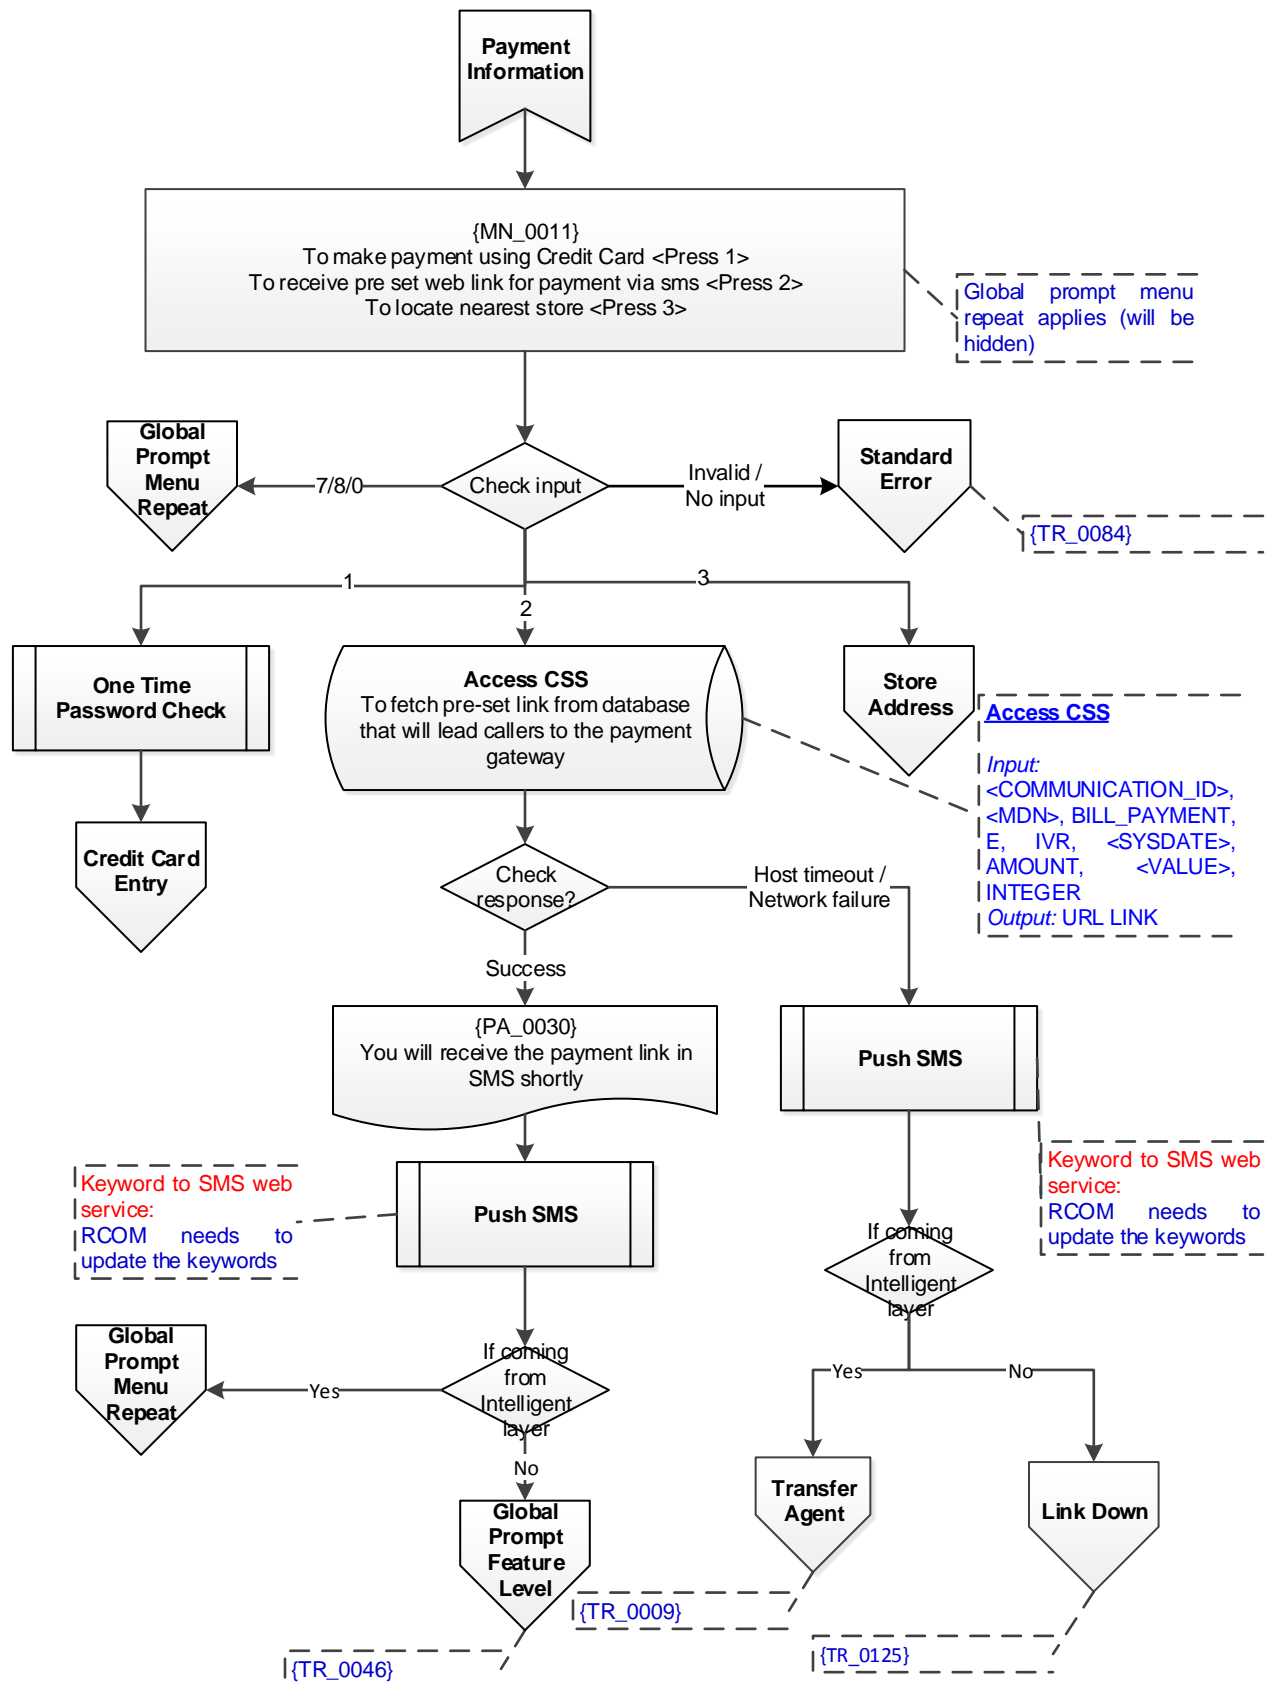 Payment
Information
{MN_0011}
To make payment using Credit Card <Press 1>
To receive pre set web link for payment via sms <Press 2>
To locate nearest store <Press 3>
Global prompt menu
repeat applies (will be
hidden)
Global
Prompt
Menu
Repeat
7/8/0
Check input
Invalid /
No input
Standard
Error
{TR_0084}
1
2
3
One Time
Password Check
Access CSS
To fetch pre-set link from database
that will lead callers to the payment
gateway
Store
Address
Access CSS
Input:
<COMMUNICATION_ID>,
<MDN>, BILL_PAYMENT,
E, IVR, <SYSDATE>,
AMOUNT, <VALUE>,
INTEGER
Output: URL LINK
Credit Card
Entry
Check
response?
Host timeout /
Network failure
Success
{PA_0030}
You will receive the payment link in
SMS shortly
Push SMS
Keyword to SMS web
service:
RCOM needs to
update the keywords
Push SMS
Keyword to SMS web
service:
RCOM needs to
update the keywords
If coming
from
Intelligent
layer
Global
Prompt
Menu
Repeat
Yes
If coming
from
Intelligent
layer
Yes
No
No
Global
Prompt
Feature
Level
Transfer
Agent
Link Down
{TR_0009}
{TR_0046}
{TR_0125}